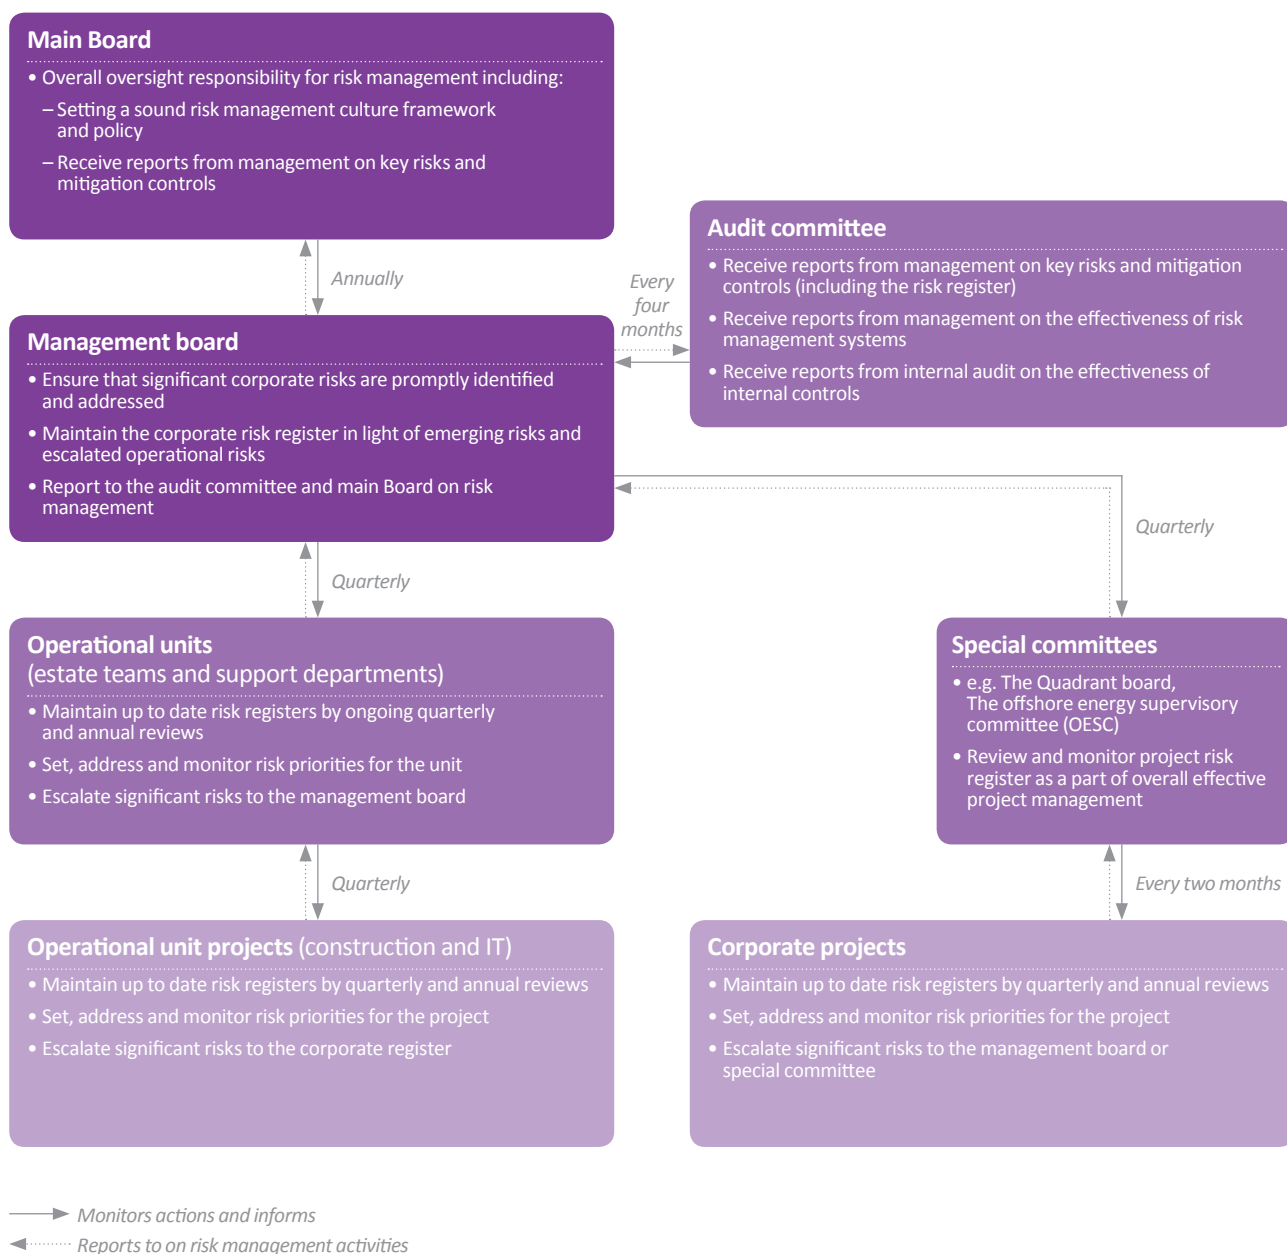 Main Board
• Overall oversight responsibility for risk management including:
– Setting a sound risk management culture framework
and policy
– Receive reports from management on key risks and
mitigation controls
Annually
Every
four
months
Audit committee
• Receive reports from management on key risks and mitigation
controls (including the risk register)
• Receive reports from management on the effectiveness of risk
management systems
• Receive reports from internal audit on the effectiveness of
internal controls
Management board
• Ensure that significant corporate risks are promptly identified
and addressed
• Maintain the corporate risk register in light of emerging risks and
escalated operational risks
• Report to the audit committee and main Board on risk
management
Quarterly
Quarterly
Operational units
(estate teams and support departments)
• Maintain up to date risk registers by ongoing quarterly
and annual reviews
• Set, address and monitor risk priorities for the unit
• Escalate significant risks to the management board
Special committees
• e.g. The Quadrant board,
The offshore energy supervisory
committee (OESC)
• Review and monitor project risk
register as a part of overall effective
project management
Quarterly
Every two months
Operational unit projects (construction and IT)
• Maintain up to date risk registers by quarterly and annual reviews
• Set, address and monitor risk priorities for the project
• Escalate significant risks to the corporate register
Corporate projects
• Maintain up to date risk registers by quarterly and annual reviews
• Set, address and monitor risk priorities for the project
• Escalate significant risks to the management board or
special committee
Monitors actions and informs
Reports to on risk management activities